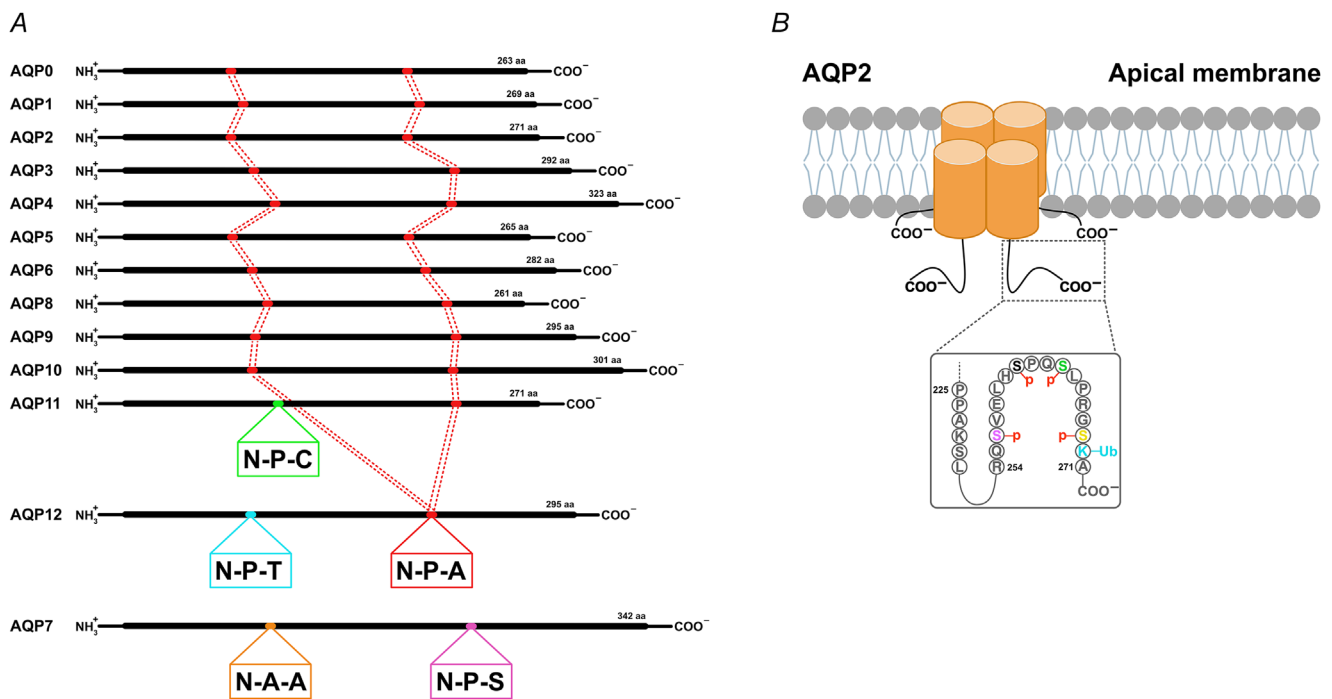 A
AQP0 NH3+ 263 aa COO−
AQP1 NH3+ 269 aa COO−
AQP2 NH3+ 271 aa COO−
AQP3 NH3+ 292 aa COO−
AQP4 NH3+ 323 aa COO−
AQP5 NH3+ 265 aa COO−
AQP6 NH3+ 282 aa COO−
AQP8 NH3+ 261 aa COO−
AQP9 NH3+ 295 aa COO−
AQP10 NH3+ 301 aa COO−
AQP11 NH3+ 271 aa COO−
N-P-C
AQP12 NH3+ 295 aa COO−
N-P-T N-P-A
AQP7 NH3+ 342 aa COO−
N-A-A N-P-S
B
AQP2 Apical membrane
COO− COO−
COO− COO−
225 P P A K S L
R Q S V E L H S P Q S L P R G S K A
254
271
p p
p p
Ub
COO−